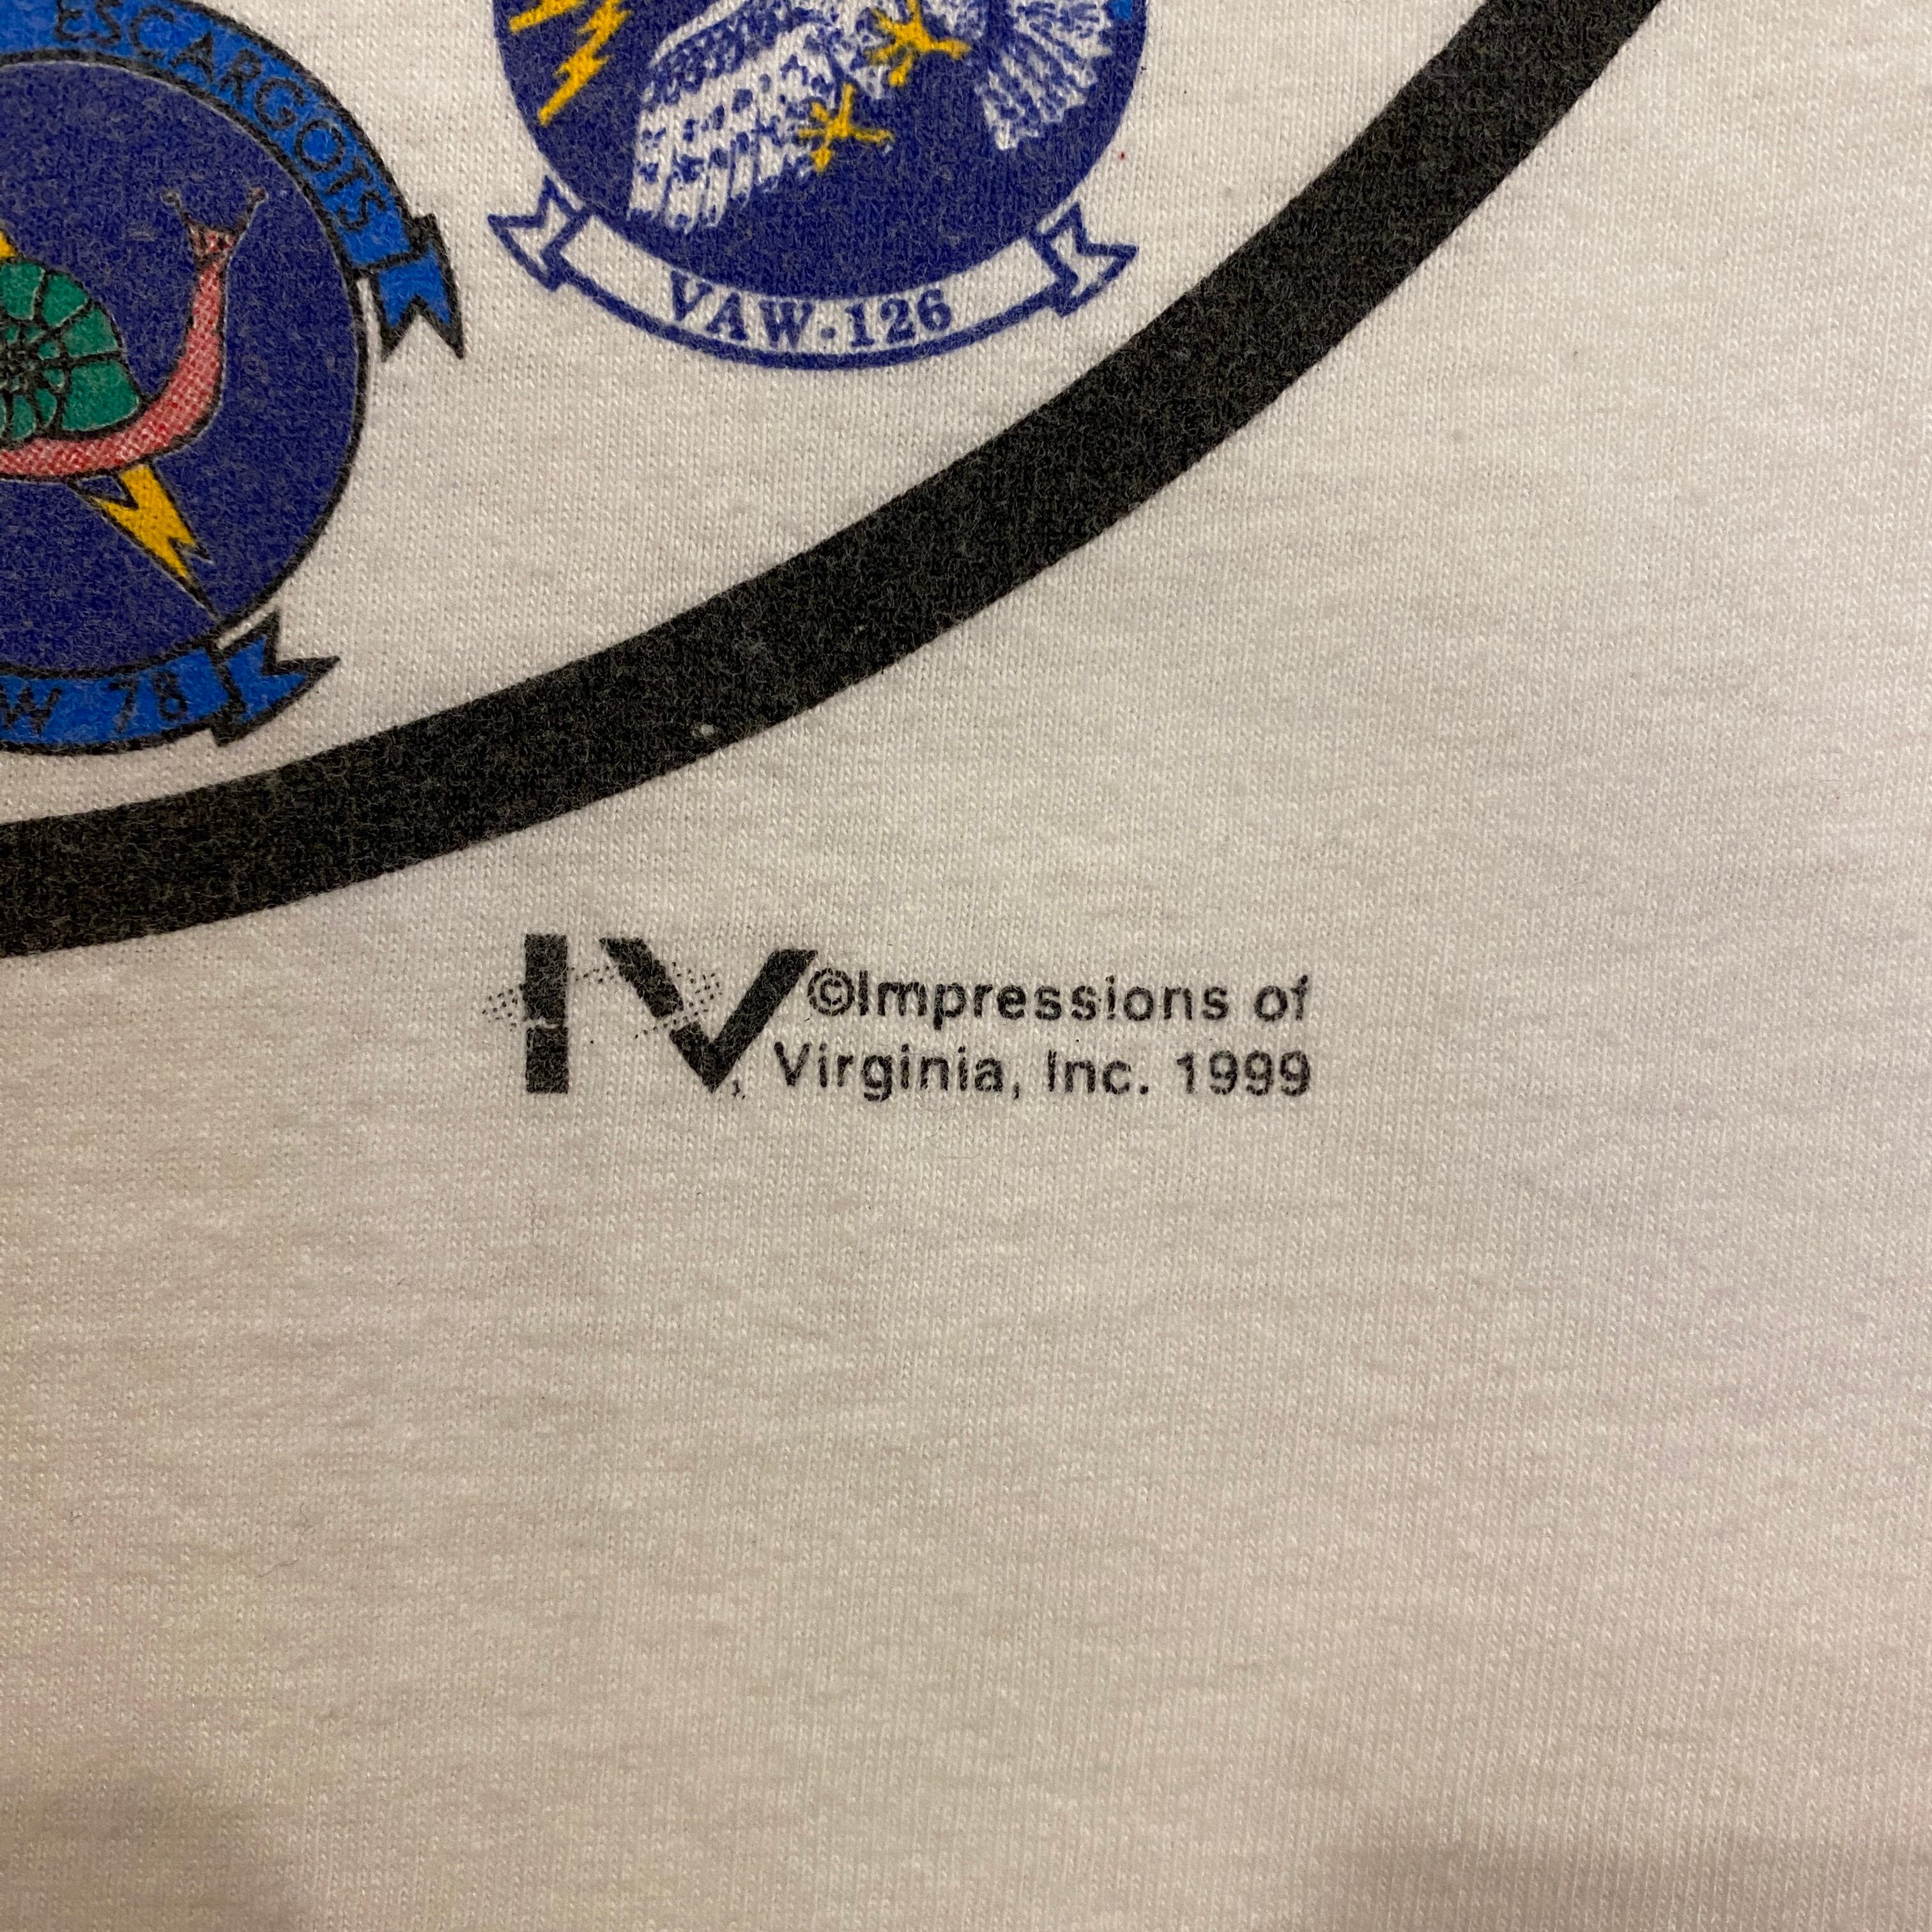 ESCARGOTS
VAW-126
W 78
IV
©Impressions of
Virginia, Inc. 1999